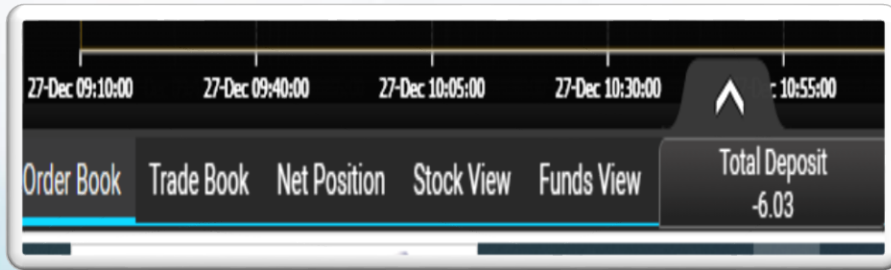 27-Dec 09:10:00 27-Dec 09:40:00 27-Dec 10:05:00 27-Dec 10:30:00 10:55:00
Order Book Trade Book Net Position Stock View Funds View Total Deposit
-6.03